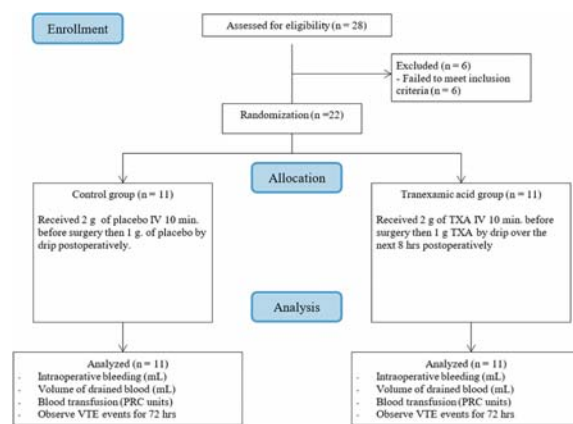 Enrollment
Assessed for eligibility (n = 28)
Excluded (n = 6)
- Failed to meet inclusion
criteria (n = 6)
Randomization (n =22)
Allocation
Control group (n = 11)
Received 2 g of placebo IV 10 min.
before surgery then 1 g. of placebo by
drip postoperatively.
Tranexamic acid group (n = 11)
Received 2 g of TXA IV 10 min. before
surgery then 1 g TXA by drip over the
next 8 hrs postoperatively
Analysis
Analyzed (n = 11)
- Intraoperative bleeding (mL)
- Volume of drained blood (mL)
- Blood transfusion (PRC units)
- Observe VTE events for 72 hrs
Analyzed (n = 11)
- Intraoperative bleeding (mL)
- Volume of drained blood (mL)
- Blood transfusion (PRC units)
- Observe VTE events for 72 hrs